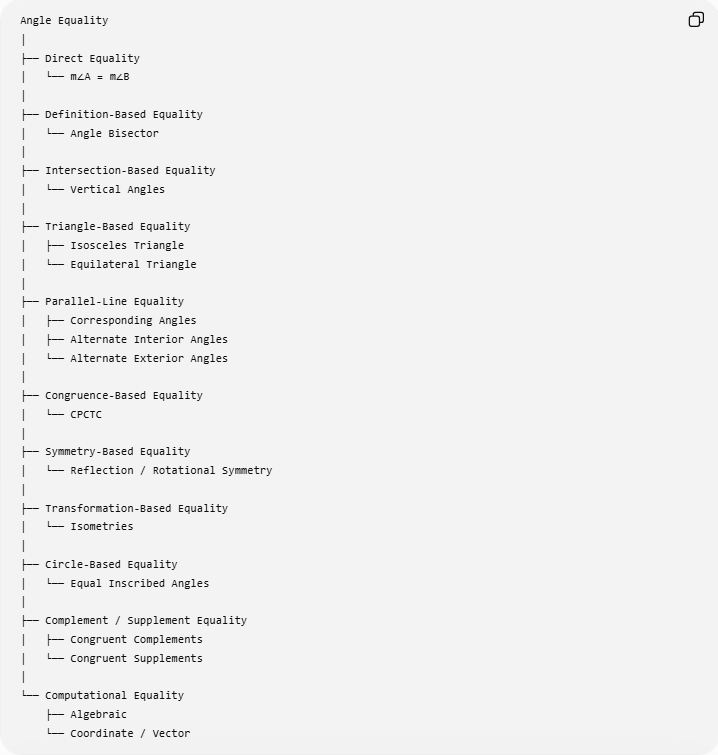 Angle Equality
│
├── Direct Equality
│   └── m∠A = m∠B
│
├── Definition-Based Equality
│   └── Angle Bisector
│
├── Intersection-Based Equality
│   └── Vertical Angles
│
├── Triangle-Based Equality
│   ├── Isosceles Triangle
│   └── Equilateral Triangle
│
├── Parallel-Line Equality
│   ├── Corresponding Angles
│   ├── Alternate Interior Angles
│   └── Alternate Exterior Angles
│
├── Congruence-Based Equality
│   └── CPCTC
│
├── Symmetry-Based Equality
│   └── Reflection / Rotational Symmetry
│
├── Transformation-Based Equality
│   └── Isometries
│
├── Circle-Based Equality
│   └── Equal Inscribed Angles
│
├── Complement / Supplement Equality
│   ├── Congruent Complements
│   └── Congruent Supplements
│
└── Computational Equality
    ├── Algebraic
    └── Coordinate / Vector